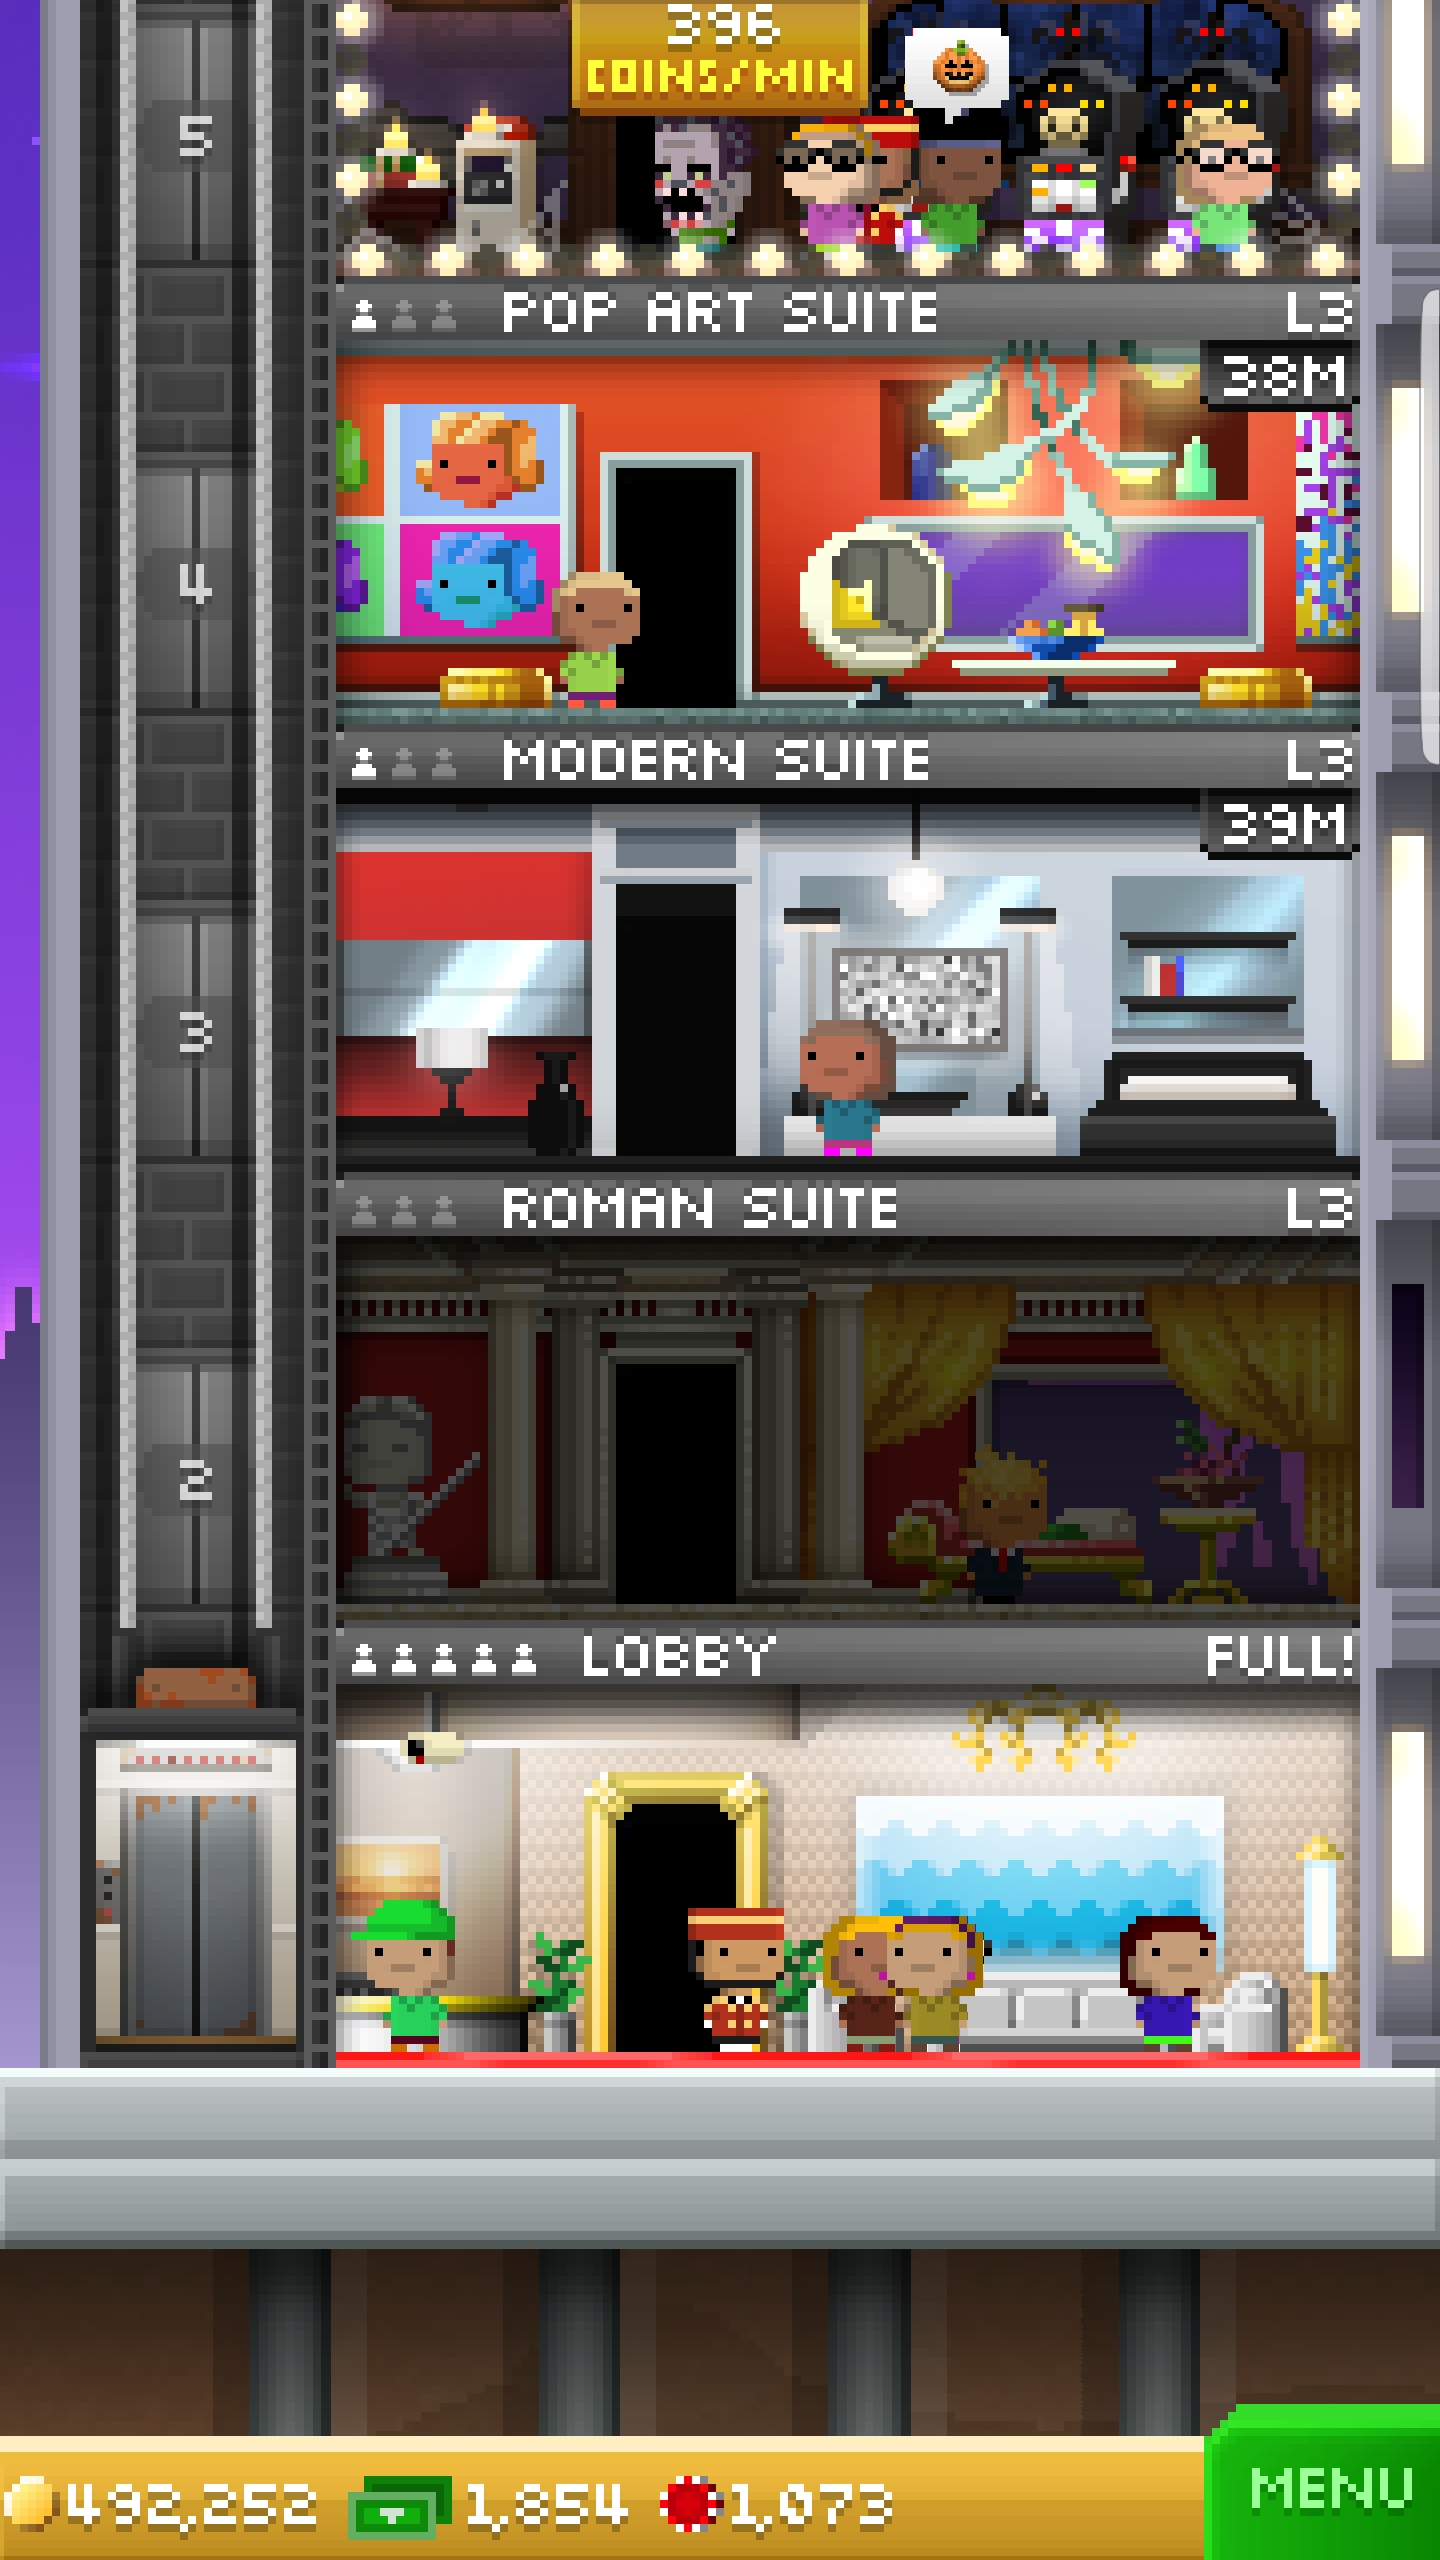 396
COINS/MIN
5
POP ART SUITE L3
38M
4
MODERN SUITE L3
39M
3
ROMAN SUITE L3
2
LOBBY FULL!
492,252 1,854 1,073 MENU